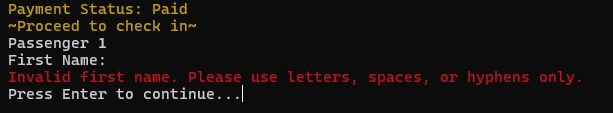 Payment Status: Paid
~Proceed to check in~
Passenger 1
First Name:
Invalid first name. Please use letters, spaces, or hyphens only.
Press Enter to continue...